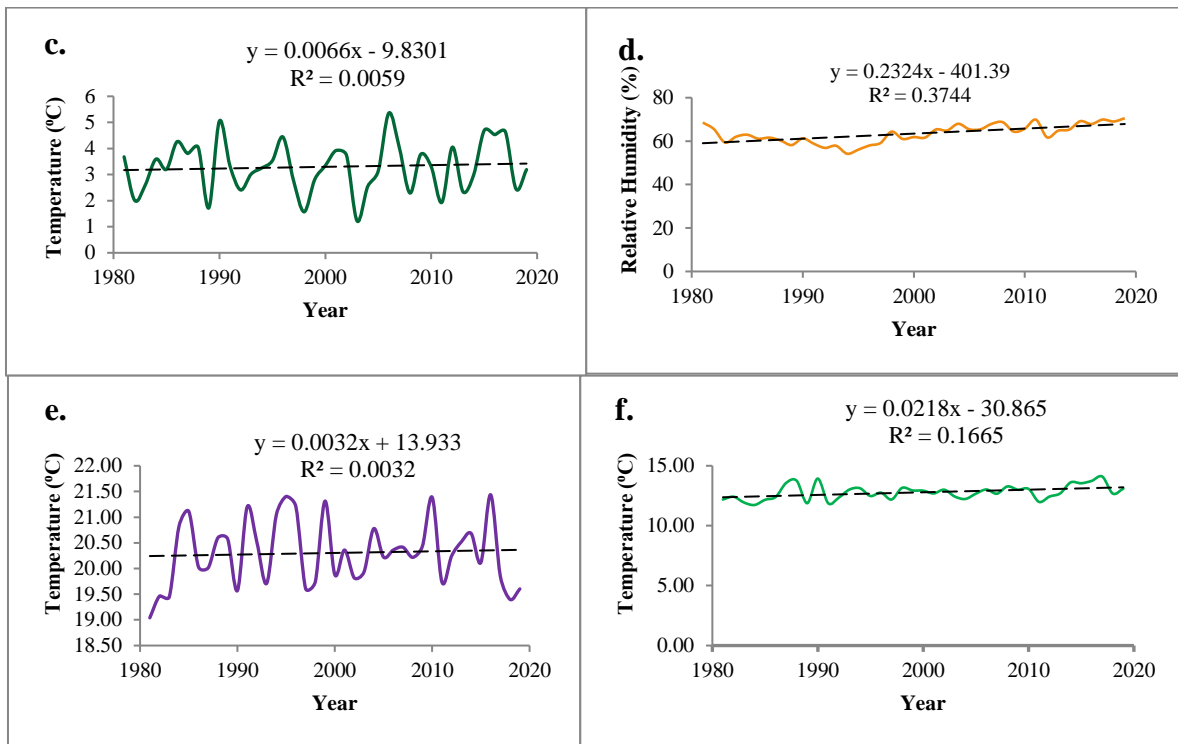 c.
y = 0.0066x - 9.8301
R² = 0.0059
Temperature (⁰C)
6
5
4
3
2
1
0
1980 1990 2000 2010 2020
Year
d.
y = 0.2324x - 401.39
R² = 0.3744
Relative Humidity (%)
80
60
40
20
0
1980 1990 2000 2010 2020
Year
e.
y = 0.0032x + 13.933
R² = 0.0032
Temperature (⁰C)
22.00
21.50
21.00
20.50
20.00
19.50
19.00
18.50
1980 1990 2000 2010 2020
Year
f.
y = 0.0218x - 30.865
R² = 0.1665
Temperature (⁰C)
15.00
10.00
5.00
0.00
1980 1990 2000 2010 2020
Year